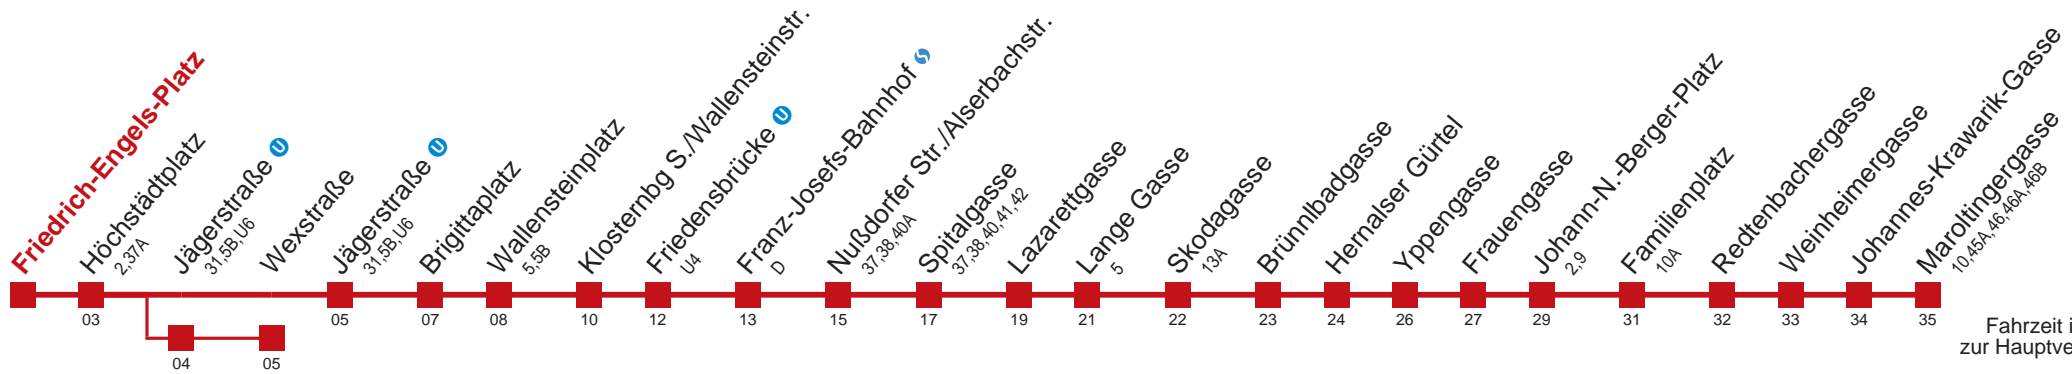 Friedrich-Engels-Platz
Höchstädtplatz
2,37A
03
Jägerstraße U
31,5B,U6
04
Wexstraße
05
Jägerstraße U
31,5B,U6
05
Brigittaplatz
07
Wallensteinplatz
5,5B
08
Klosternbg S./Wallensteinstr.
10
Friedensbrücke U
U4
12
Franz-Josefs-Bahnhof S
D
13
Nußdorfer Str./Alserbachstr.
37,38,40A
15
Spitalgasse
37,38,40,41,42
17
Lazarettgasse
19
Lange Gasse
5
21
Skodagasse
13A
22
Brünnlbadgasse
23
Hernalser Gürtel
24
Yppengasse
26
Frauengasse
27
Johann-N.-Berger-Platz
2,9
29
Familienplatz
10A
31
Redtenbachergasse
32
Weinheimergasse
33
Johannes-Krawarik-Gasse
34
Maroltingergasse
10,45A,46,46A,46B
35
Fahrzeit i
zur Hauptve